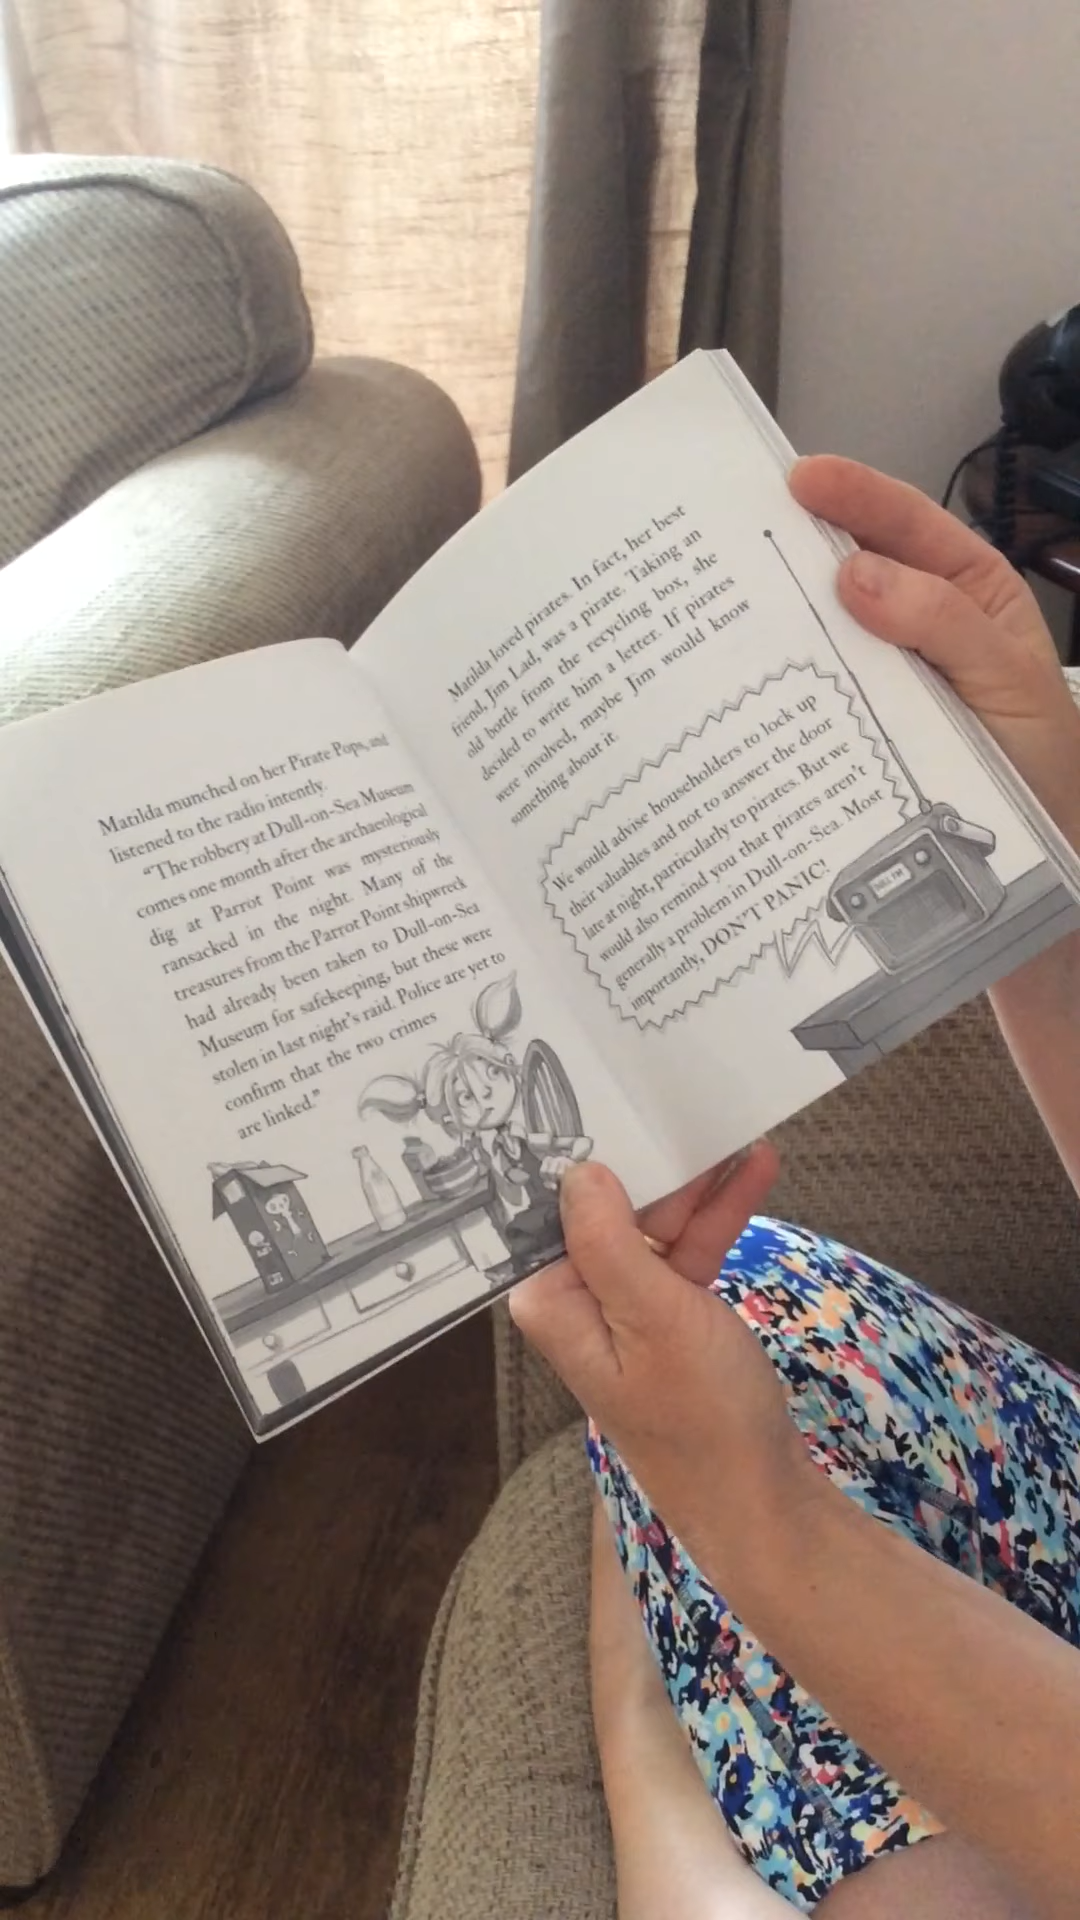 Matilda munched on her Pirate Pops, and
listened to the radio intently.
“The robbery at Dull-on-Sea Museum
comes one month after the archaeological
dig at Parrot Point was mysteriously
ransacked in the night. Many of the
treasures from the Parrot Point shipwreck
had already been taken to Dull-on-Sea
Museum for safekeeping, but these were
stolen in last night’s raid. Police are yet to
confirm that the two crimes
are linked.”
Matilda loved pirates. In fact, her best
friend, Jim Lad, was a pirate. Taking an
old bottle from the recycling box, she
decided to write him a letter. If pirates
were involved, maybe Jim would know
something about it.
We would advise householders to lock up
their valuables and not to answer the door
late at night, particularly to pirates. But we
would also remind you that pirates aren’t
generally a problem in Dull-on-Sea. Most
importantly, DON’T PANIC!
DULL FM